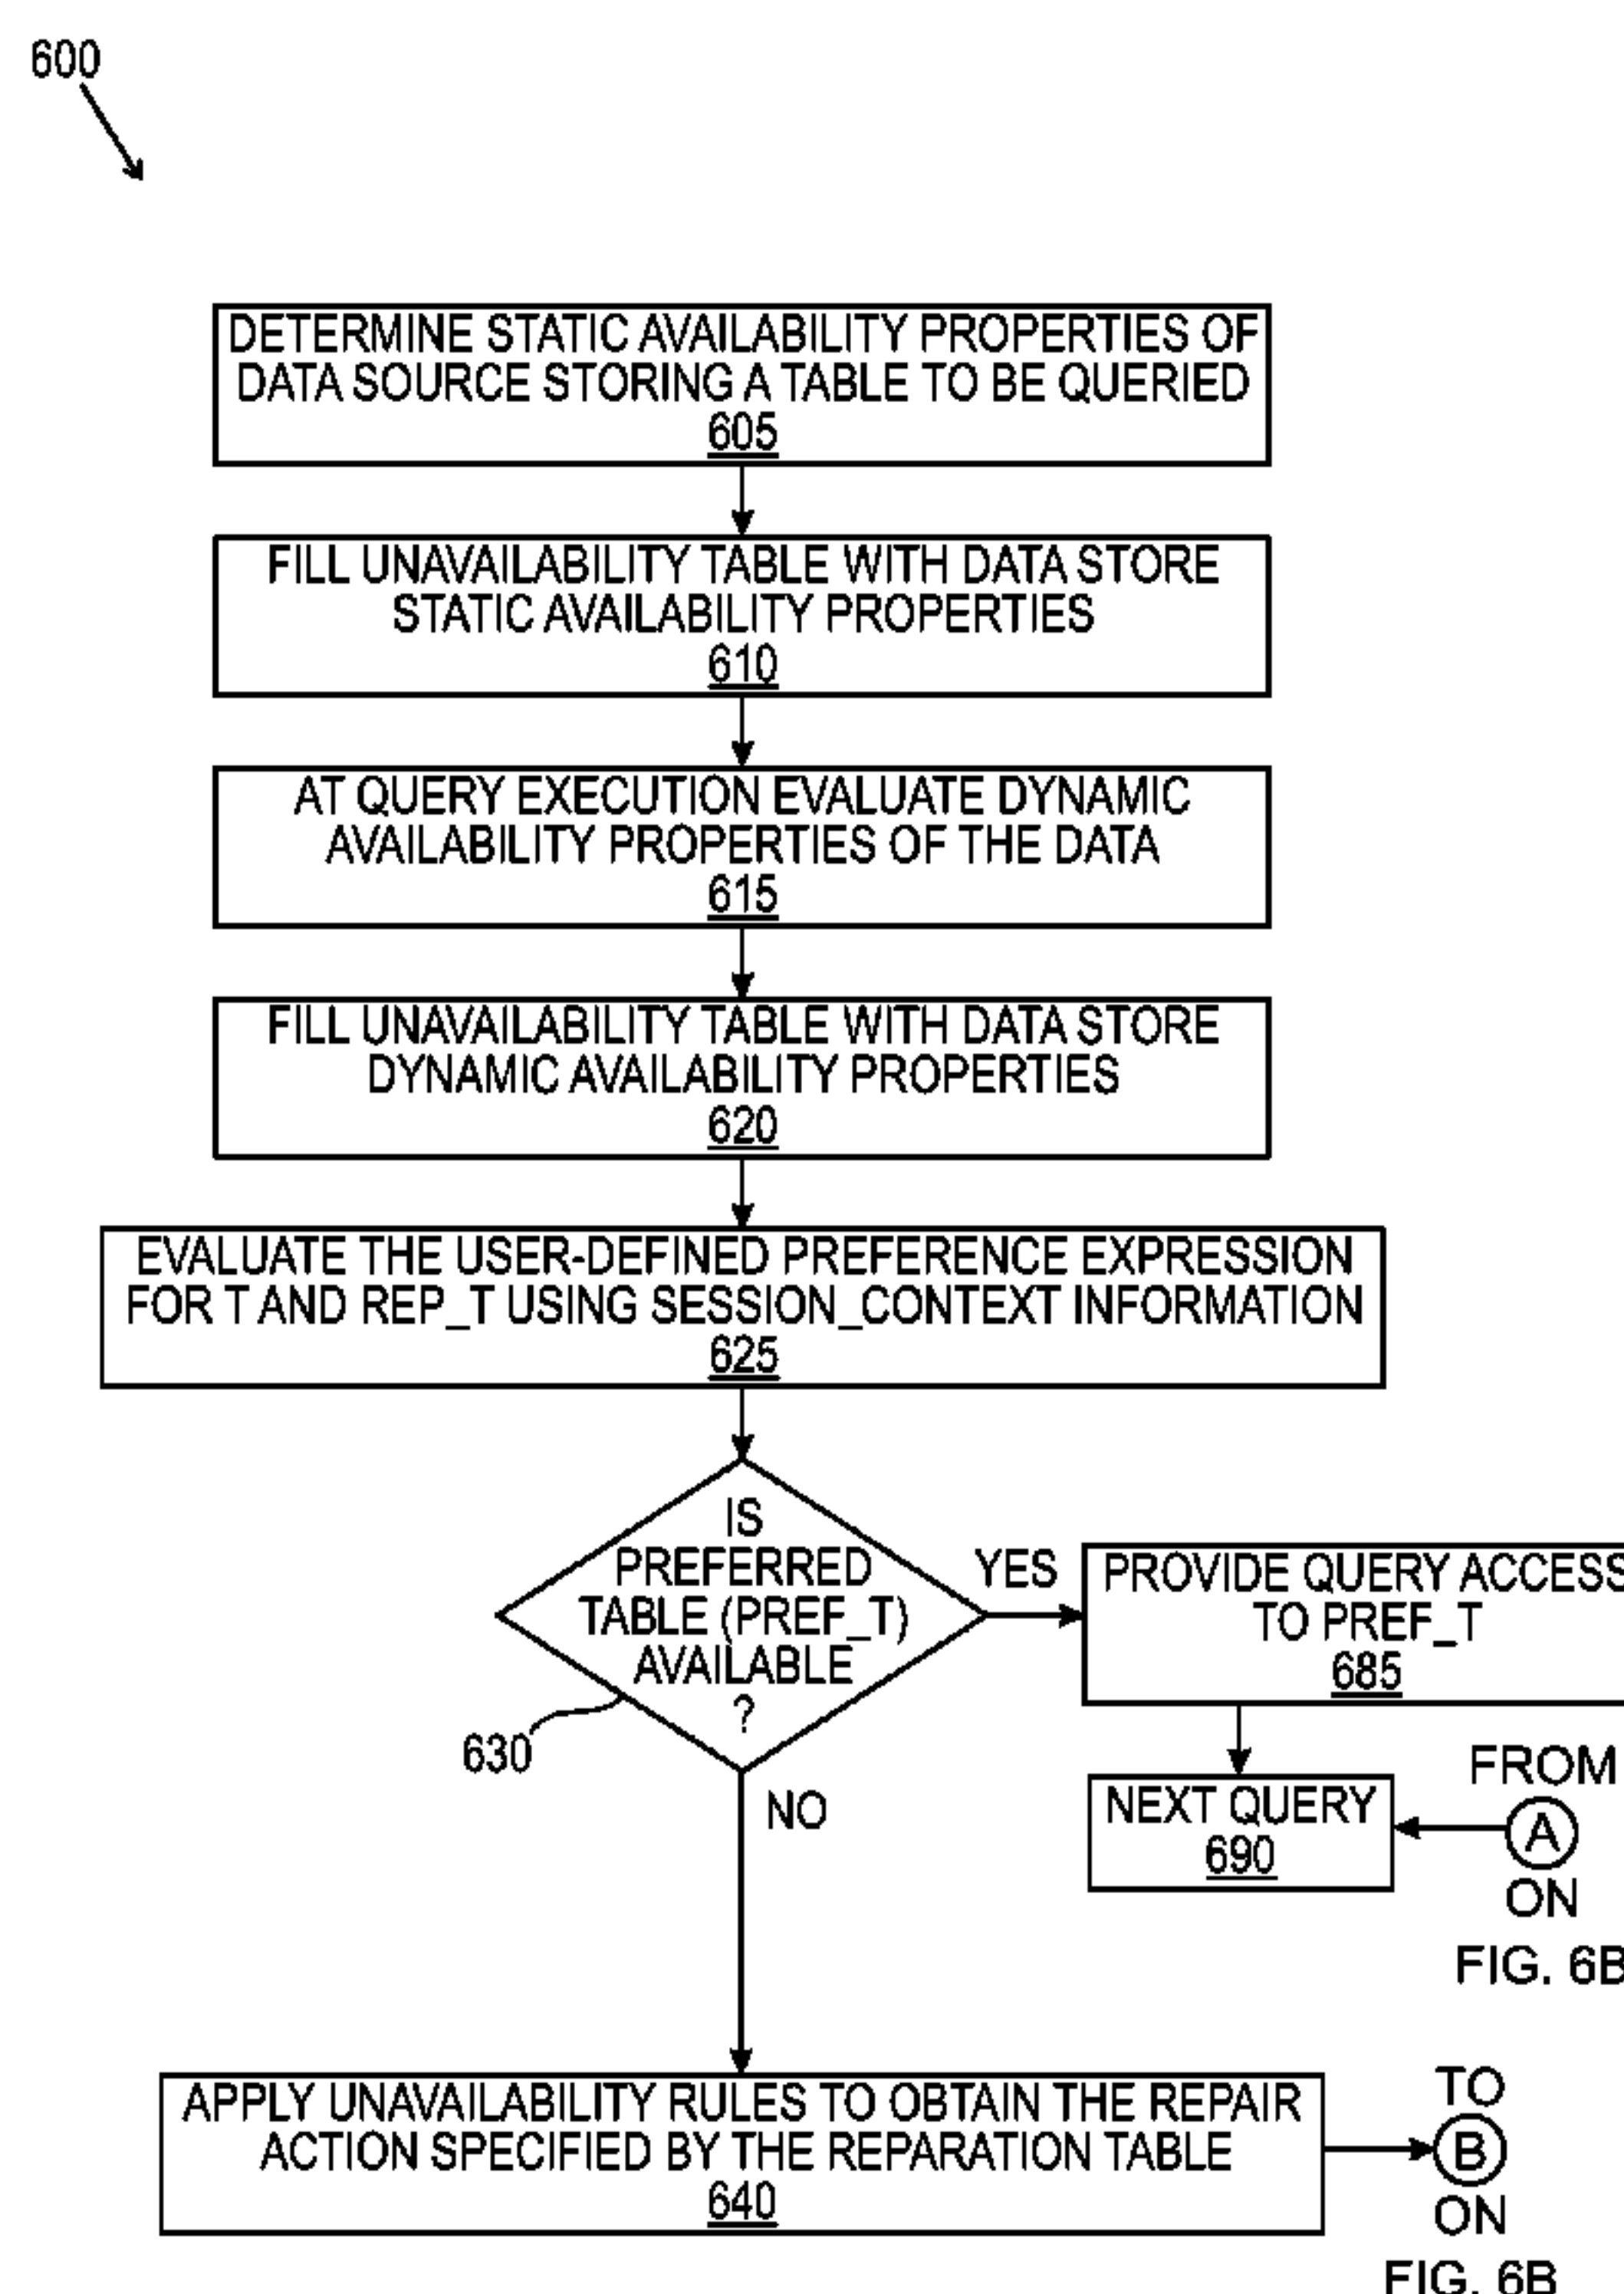 600
DETERMINE STATIC AVAILABILITY PROPERTIES OF
DATA SOURCE STORING A TABLE TO BE QUERIED
605
FILL UNAVAILABILITY TABLE WITH DATA STORE
STATIC AVAILABILITY PROPERTIES
610
AT QUERY EXECUTION EVALUATE DYNAMIC
AVAILABILITY PROPERTIES OF THE DATA
615
FILL UNAVAILABILITY TABLE WITH DATA STORE
DYNAMIC AVAILABILITY PROPERTIES
620
EVALUATE THE USER-DEFINED PREFERENCE EXPRESSION
FOR T AND REP_T USING SESSION_CONTEXT INFORMATION
625
IS
PREFERRED
TABLE (PREF_T)
AVAILABLE
?
630
YES
PROVIDE QUERY ACCESS
TO PREF_T
685
NEXT QUERY
690
FROM
A
ON
FIG. 6B
NO
APPLY UNAVAILABILITY RULES TO OBTAIN THE REPAIR
ACTION SPECIFIED BY THE REPARATION TABLE
640
TO
B
ON
FIG. 6B